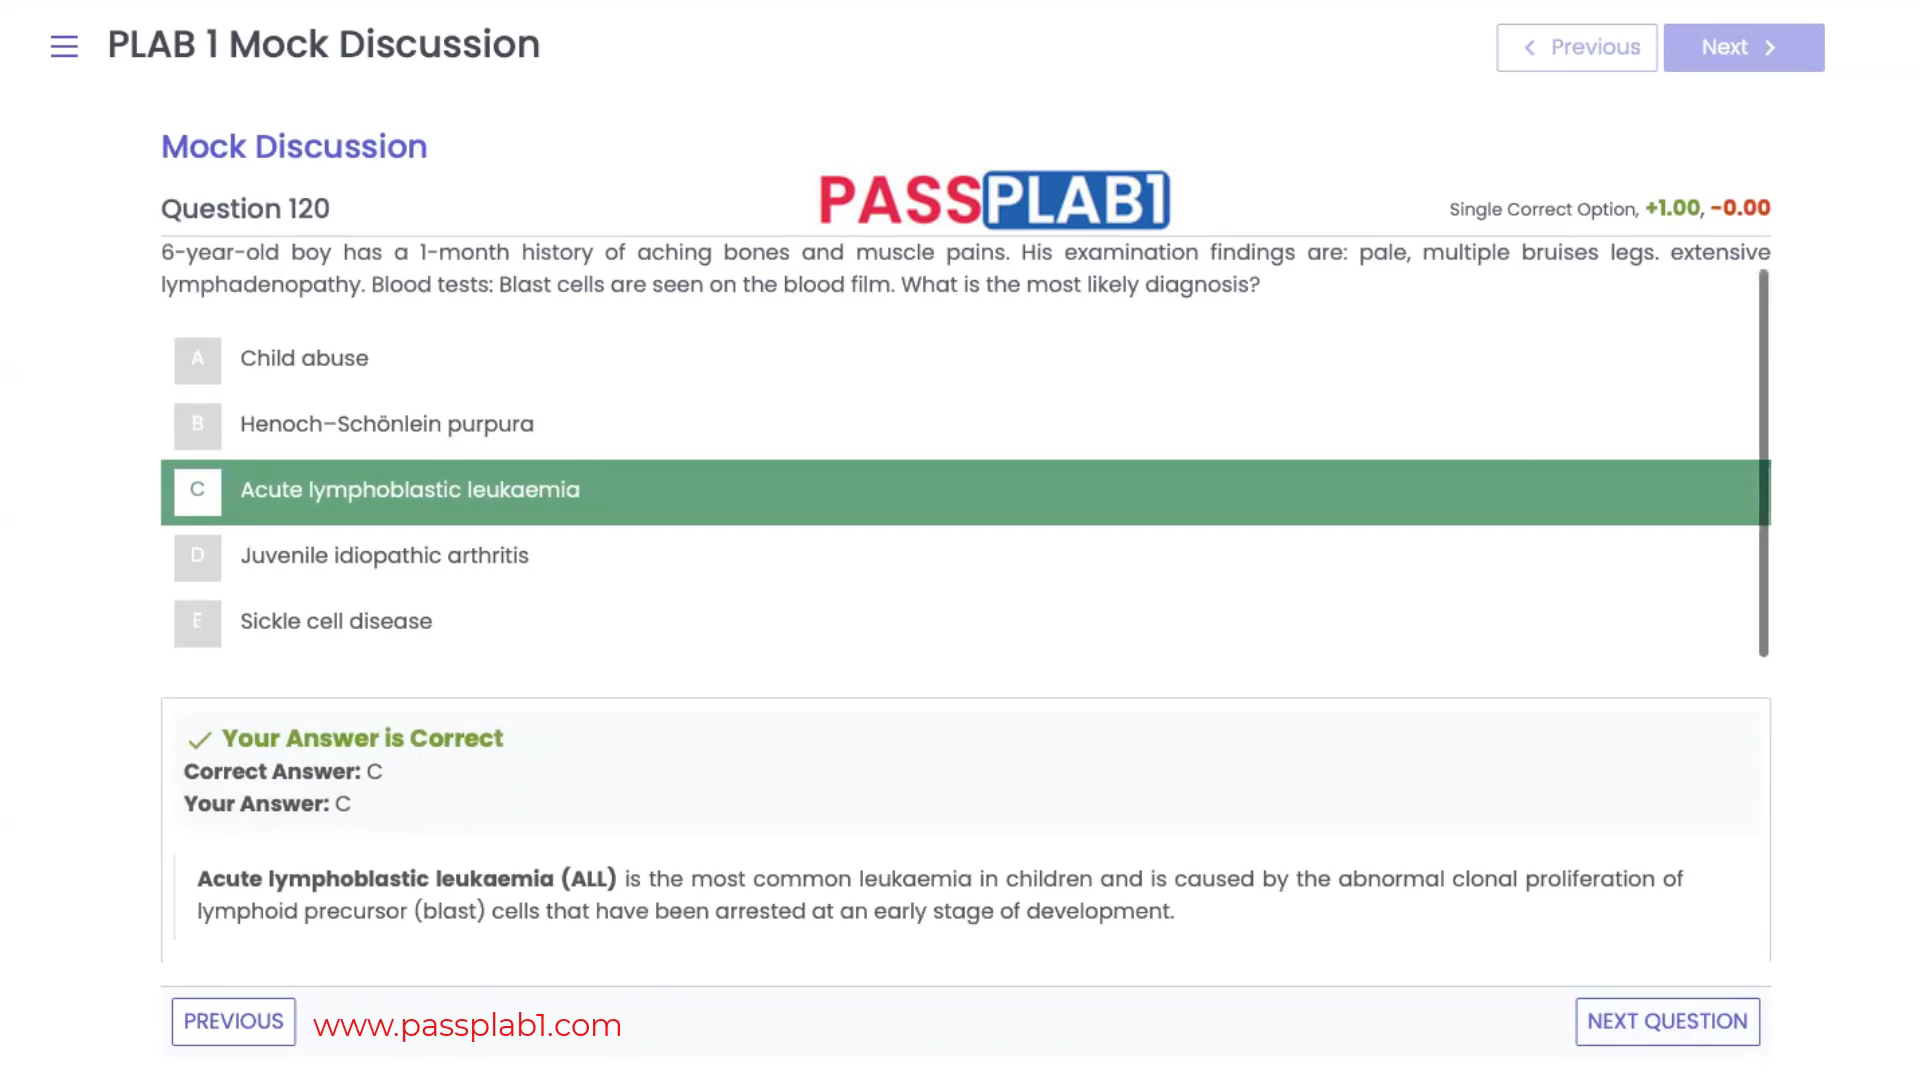 PLAB 1 Mock Discussion
Previous
Next
Mock Discussion
PASSPLAB1
Question 120
Single Correct Option, +1.00, -0.00
6-year-old boy has a 1-month history of aching bones and muscle pains. His examination findings are: pale, multiple bruises legs. extensive
lymphadenopathy. Blood tests: Blast cells are seen on the blood film. What is the most likely diagnosis?
A Child abuse
B Henoch–Schönlein purpura
C Acute lymphoblastic leukaemia
D Juvenile idiopathic arthritis
E Sickle cell disease
Your Answer is Correct
Correct Answer: C
Your Answer: C
Acute lymphoblastic leukaemia (ALL) is the most common leukaemia in children and is caused by the abnormal clonal proliferation of
lymphoid precursor (blast) cells that have been arrested at an early stage of development.
PREVIOUS
www.passplab1.com
NEXT QUESTION